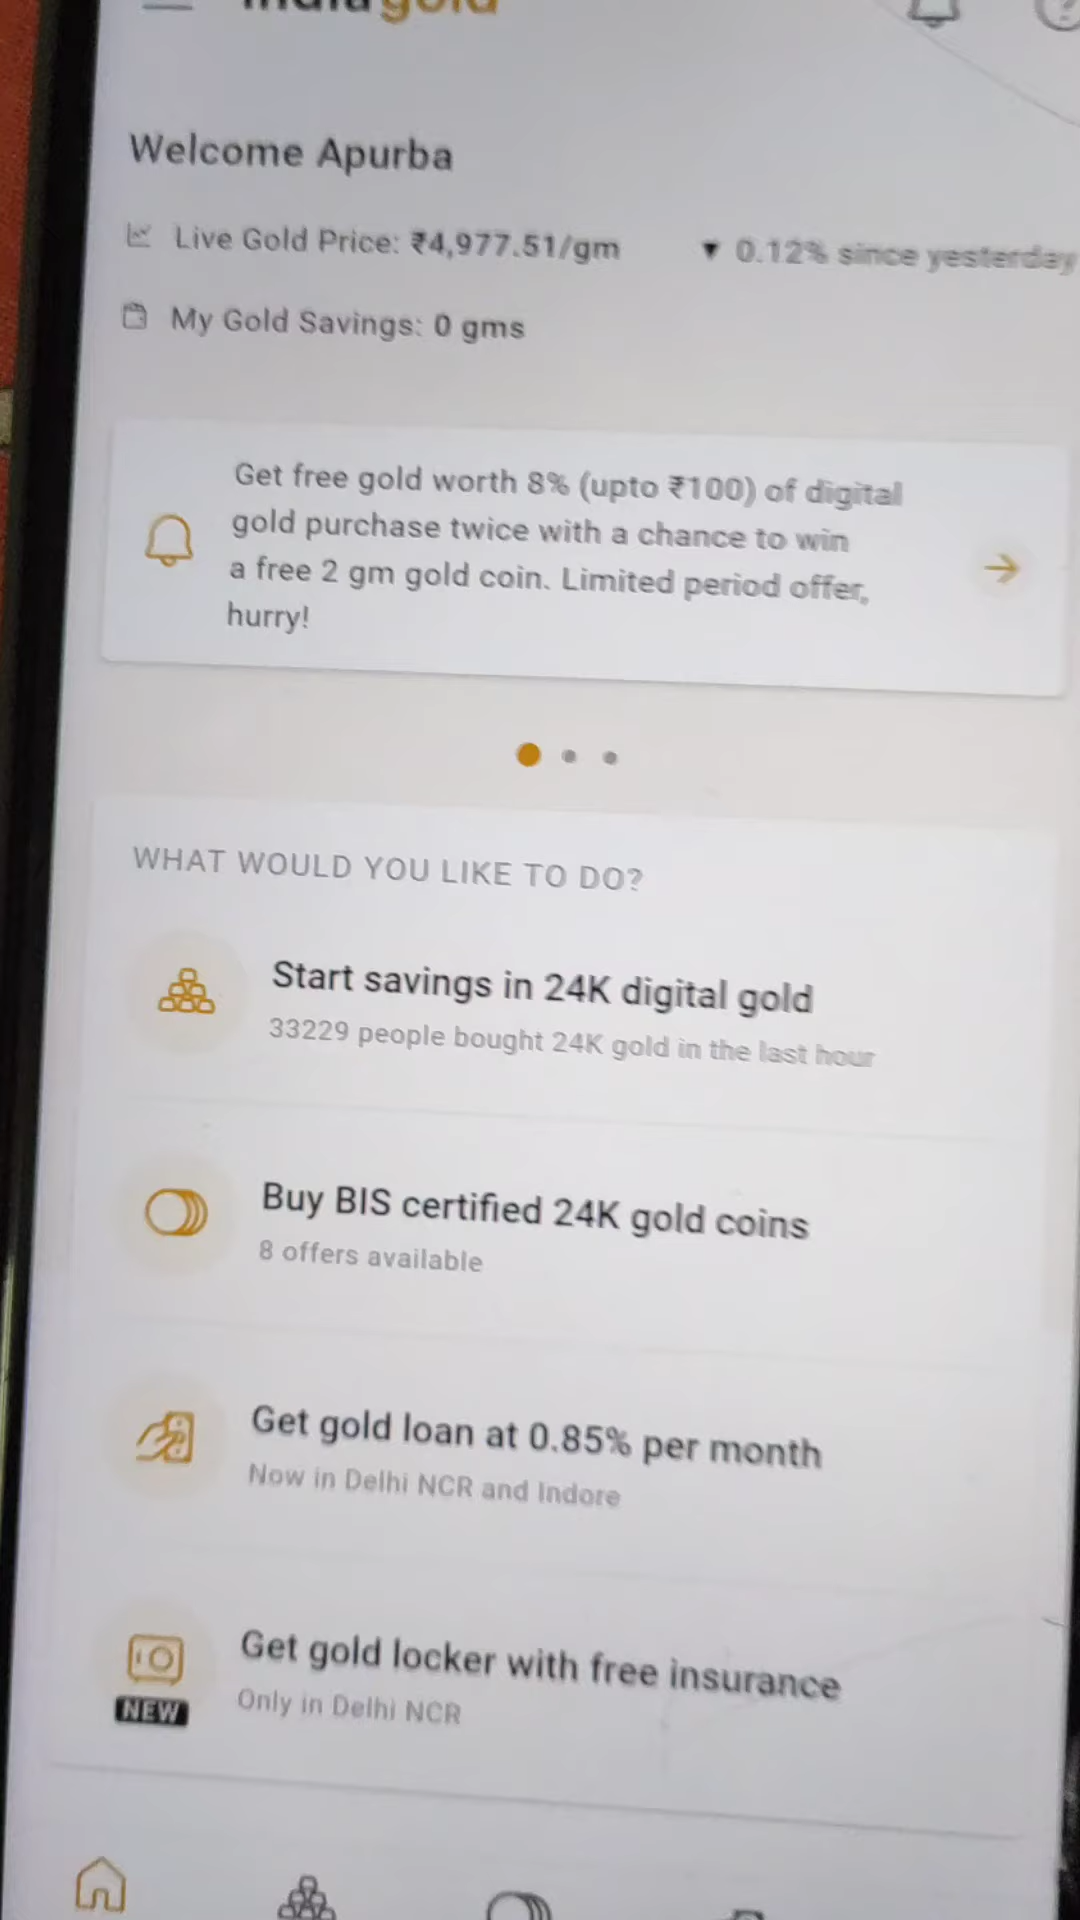 indiagold
Welcome Apurba
Live Gold Price: ₹4,977.51/gm ▼ 0.12% since yesterday
My Gold Savings: 0 gms
Get free gold worth 8% (upto ₹100) of digital
gold purchase twice with a chance to win
a free 2 gm gold coin. Limited period offer,
hurry!
WHAT WOULD YOU LIKE TO DO?
Start savings in 24K digital gold
33229 people bought 24K gold in the last hour
Buy BIS certified 24K gold coins
8 offers available
Get gold loan at 0.85% per month
Now in Delhi NCR and Indore
Get gold locker with free insurance
NEW
Only in Delhi NCR